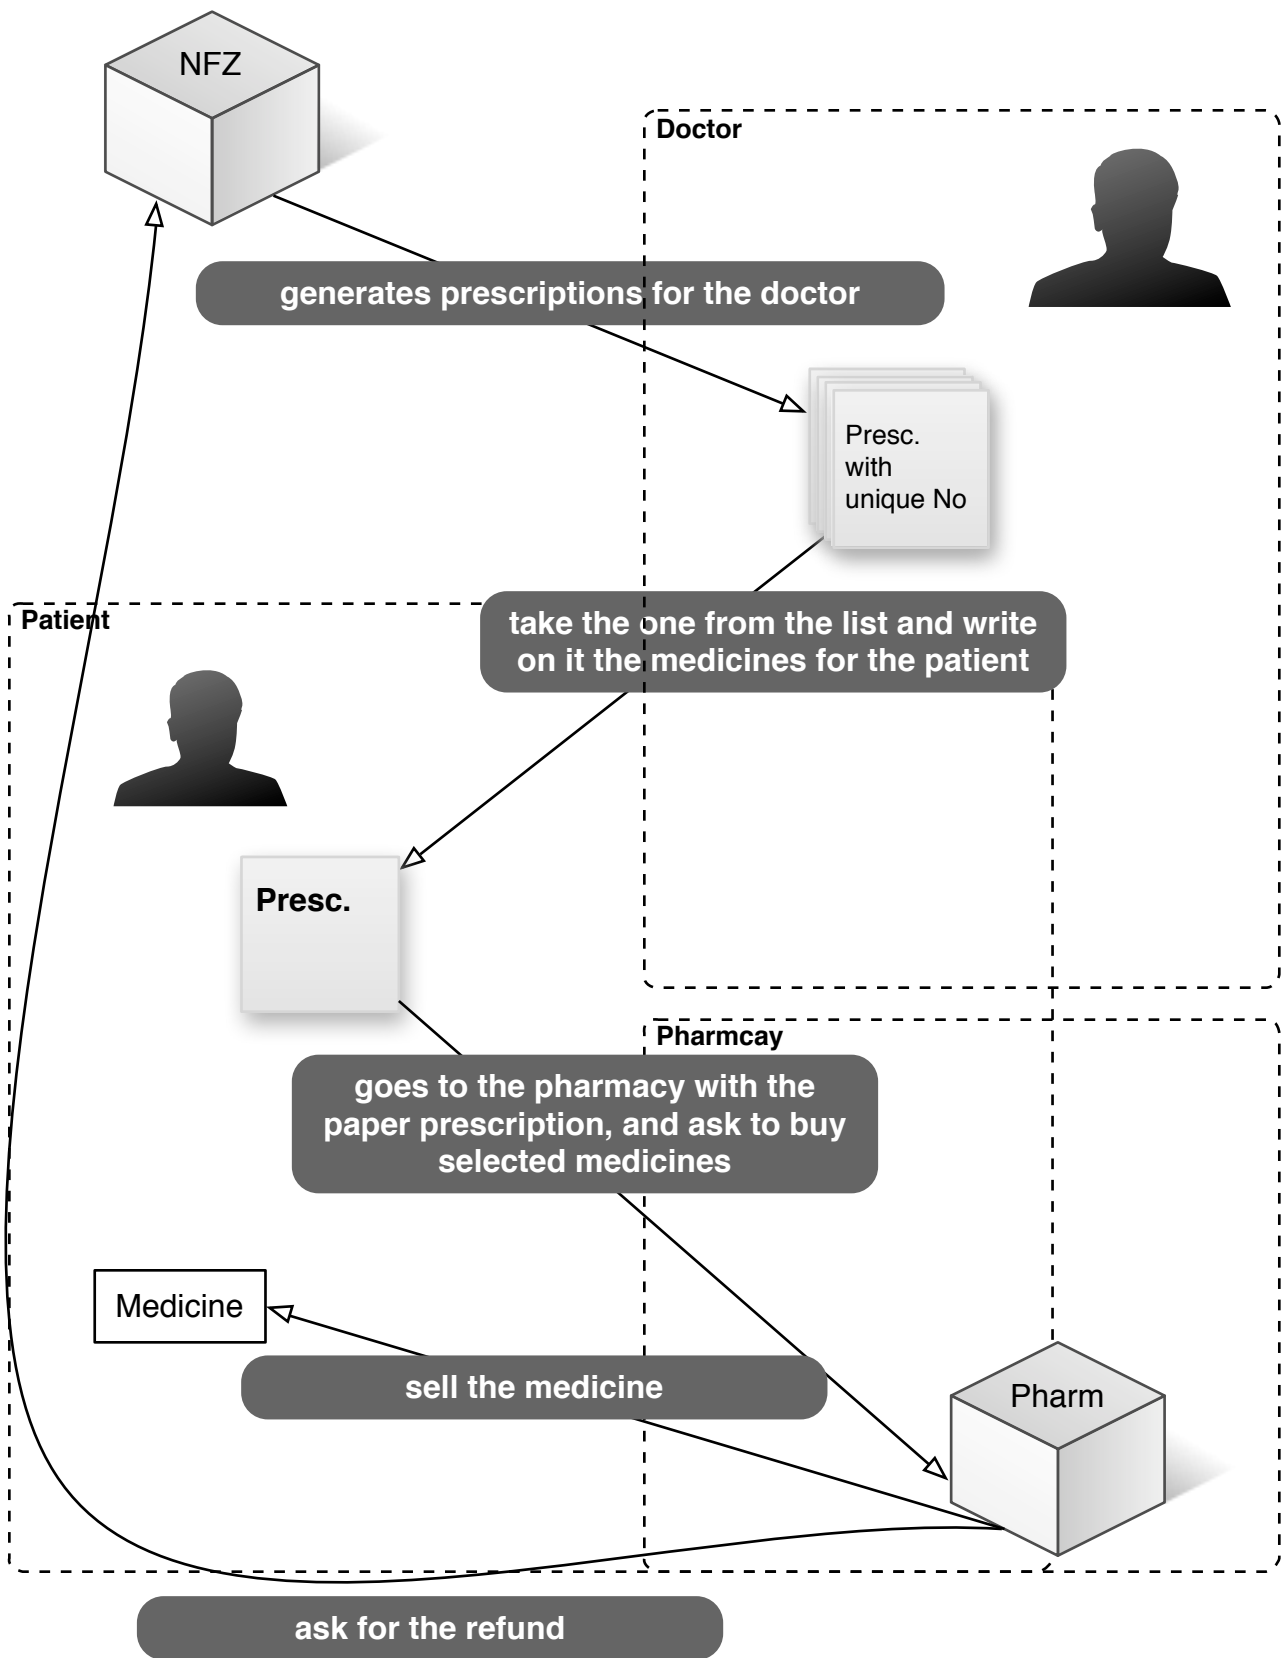 NFZ
Doctor
generates prescriptions for the doctor
Presc.
with
unique No
Patient
take the one from the list and write
on it the medicines for the patient
Presc.
Pharmcay
goes to the pharmacy with the
paper prescription, and ask to buy
selected medicines
Medicine
sell the medicine
Pharm
ask for the refund